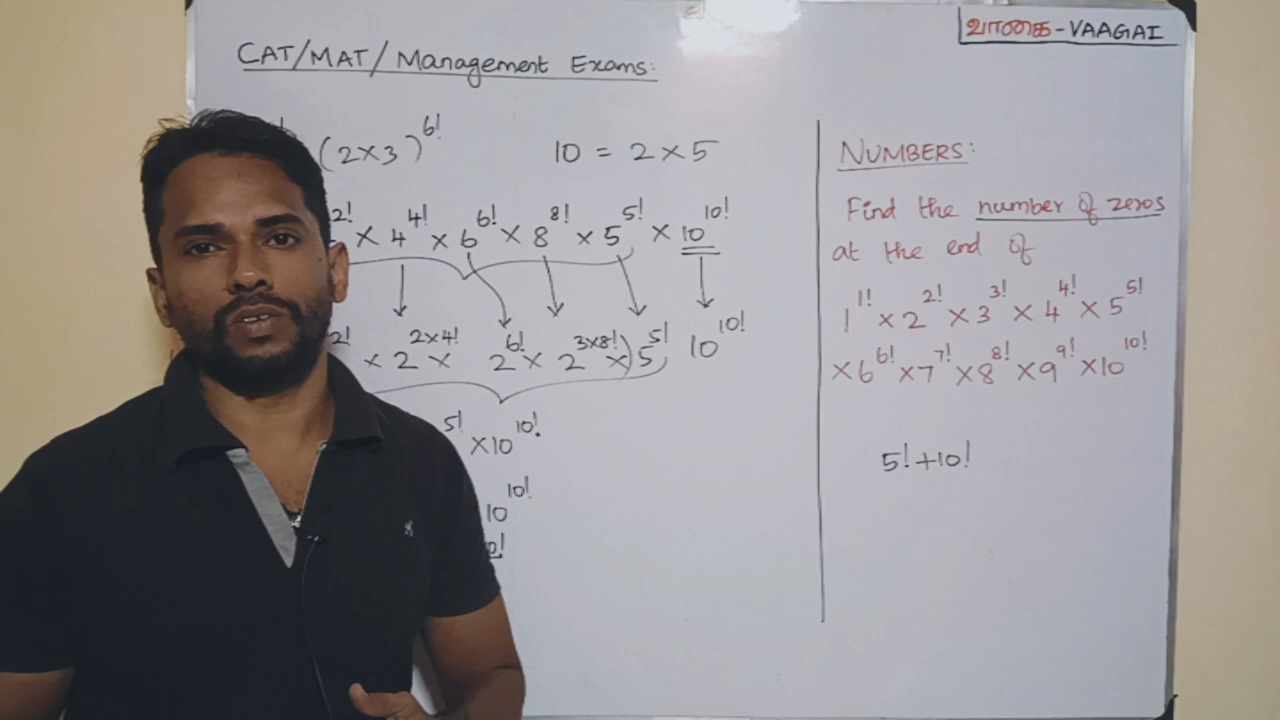 வாகை - VAAGAI
CAT/MAT/ Management Exams:
(2×3)^6!
10 = 2×5
2! × 4^4! × 6^6! × 8^8! × 5^5! × 10^10!
2! × 2^2×4! × 2^6! × 2^3×8!) × 5^5! 10^10!
5! × 10^10!
10^10!
NUMBERS:
Find the number of zeros
at the end of
1^1! × 2^2! × 3^3! × 4^4! × 5^5!
× 6^6! × 7^7! × 8^8! × 9^9! × 10^10!
5! + 10!